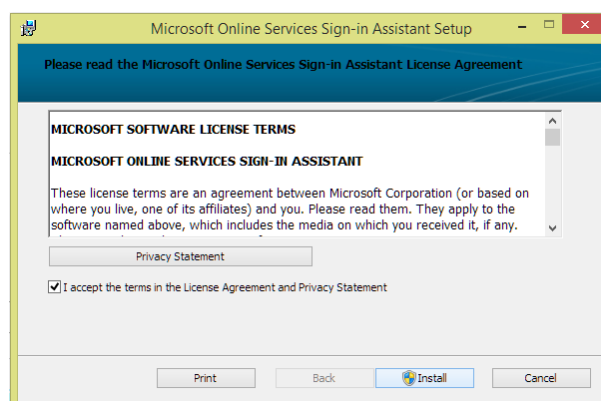 Microsoft Online Services Sign-in Assistant Setup
Please read the Microsoft Online Services Sign-in Assistant License Agreement
MICROSOFT SOFTWARE LICENSE TERMS
MICROSOFT ONLINE SERVICES SIGN-IN ASSISTANT
These license terms are an agreement between Microsoft Corporation (or based on
where you live, one of its affiliates) and you. Please read them. They apply to the
software named above, which includes the media on which you received it, if any.
Privacy Statement
I accept the terms in the License Agreement and Privacy Statement
Print
Back
Install
Cancel